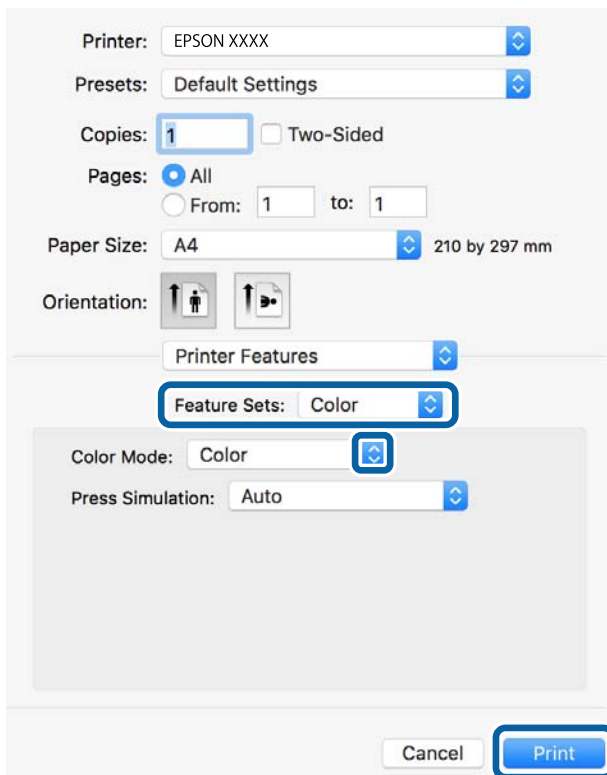 Printer: EPSON XXXX
Presets: Default Settings
Copies: 1 Two-Sided
Pages: All
From: 1 to: 1
Paper Size: A4 210 by 297 mm
Orientation:
Printer Features
Feature Sets: Color
Color Mode: Color
Press Simulation: Auto
Cancel Print